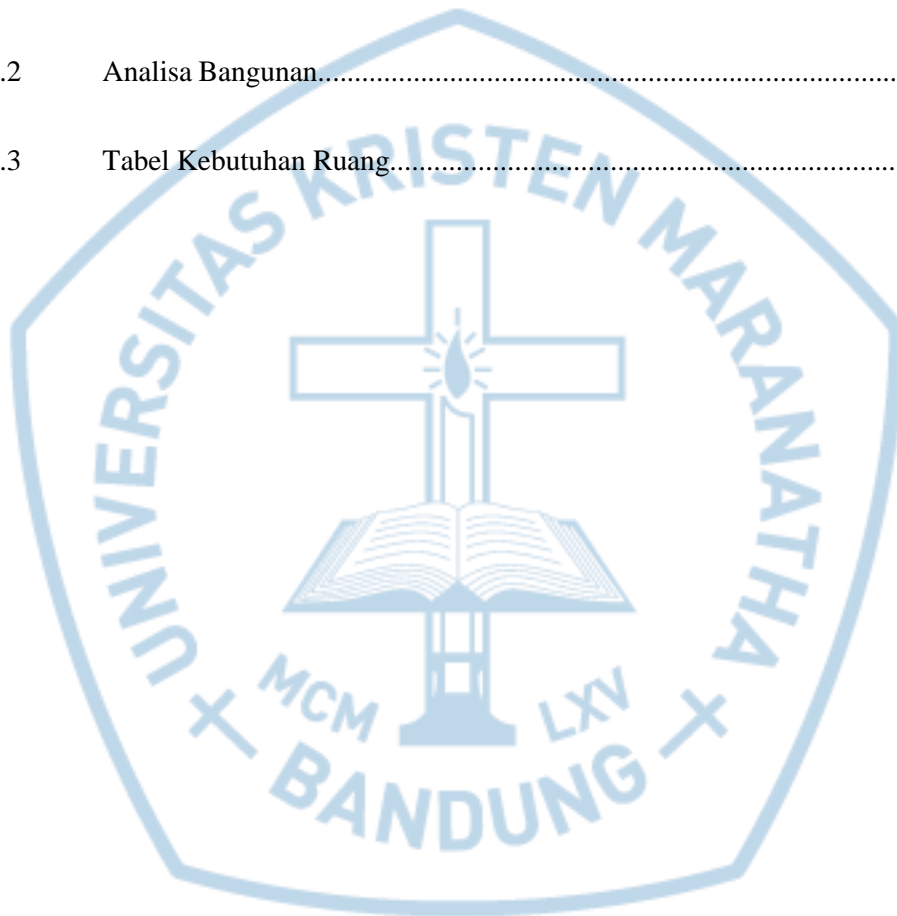 .2 Analisa Bangunan..............................................................................
.3 Tabel Kebutuhan Ruang....................................................................
UNIVERSITAS KRISTEN MARANATHA
MCM LXV
+ BANDUNG +